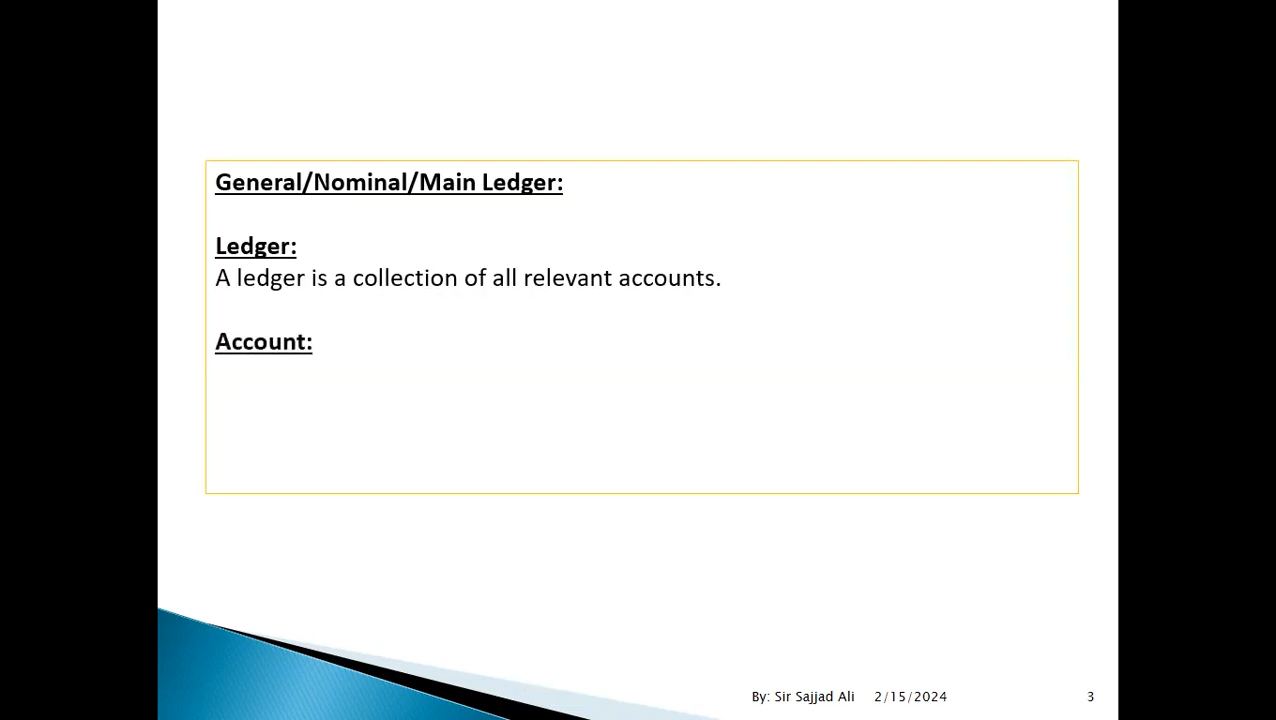 General/Nominal/Main Ledger:
Ledger:
A ledger is a collection of all relevant accounts.
Account:
By: Sir Sajjad Ali 2/15/2024 3